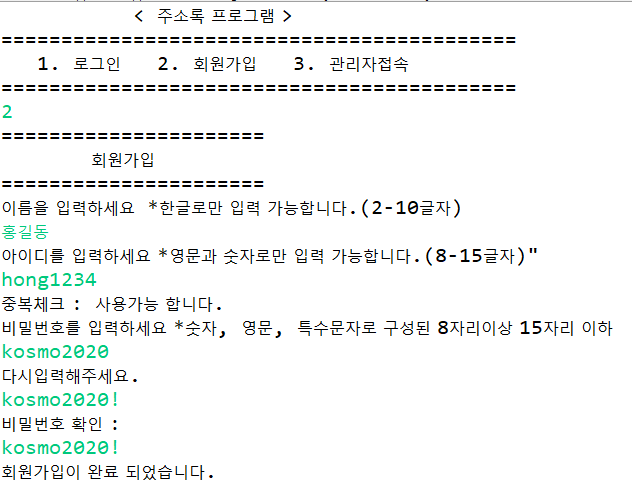 < 주소록 프로그램 >
===========================================
1. 로그인 2. 회원가입 3. 관리자접속
===========================================
2
======================
회원가입
======================
이름을 입력하세요 *한글로만 입력 가능합니다.(2-10글자)
홍길동
아이디를 입력하세요 *영문과 숫자로만 입력 가능합니다.(8-15글자)"
hong1234
중복체크 : 사용가능 합니다.
비밀번호를 입력하세요 *숫자, 영문, 특수문자로 구성된 8자리이상 15자리 이하
kosmo2020
다시입력해주세요.
kosmo2020!
비밀번호 확인 :
kosmo2020!
회원가입이 완료 되었습니다.